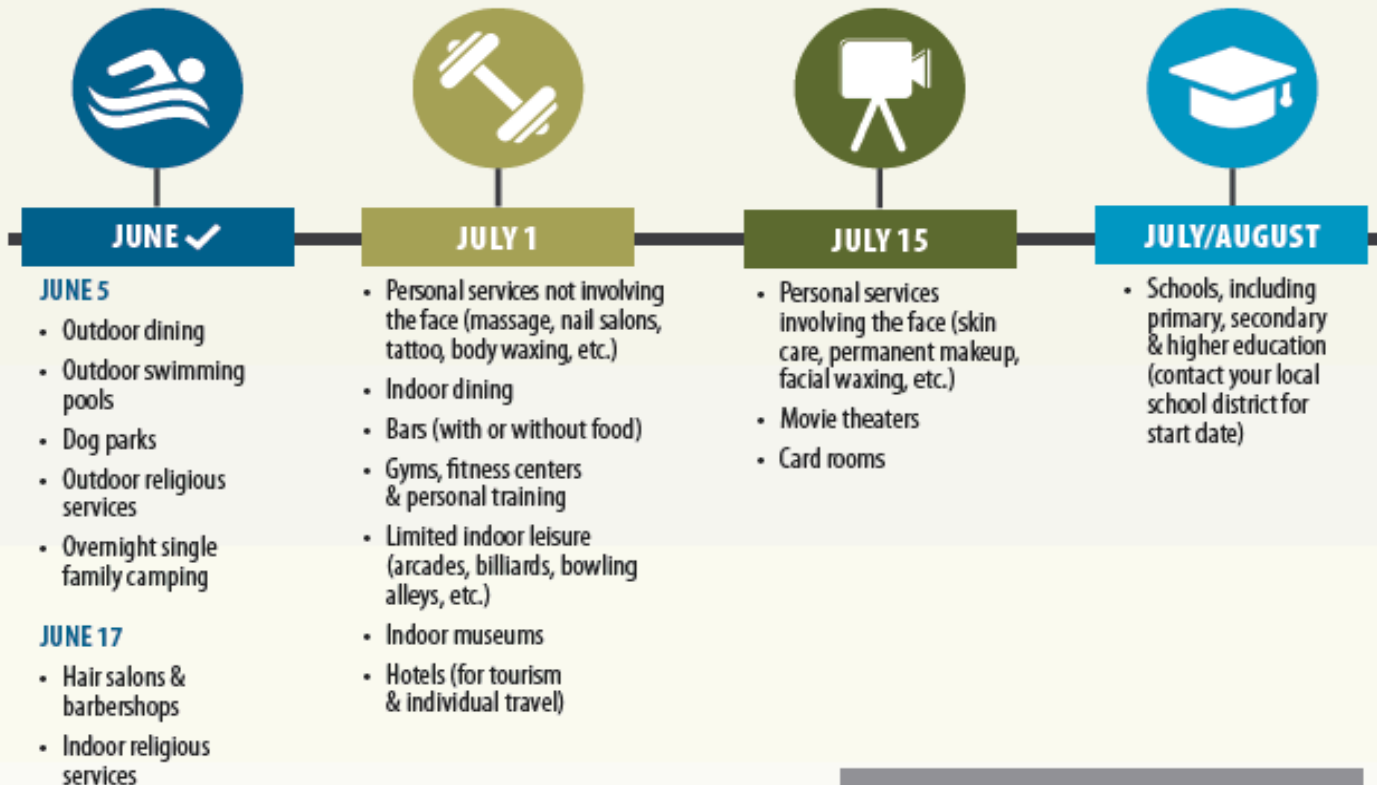 JUNE ✓
JUNE 5
• Outdoor dining
• Outdoor swimming
pools
• Dog parks
• Outdoor religious
services
• Overnight single
family camping
JUNE 17
• Hair salons &
barbershops
• Indoor religious
services
JULY 1
• Personal services not involving
the face (massage, nail salons,
tattoo, body waxing, etc.)
• Indoor dining
• Bars (with or without food)
• Gyms, fitness centers
& personal training
• Limited indoor leisure
(arcades, billiards, bowling
alleys, etc.)
• Indoor museums
• Hotels (for tourism
& individual travel)
JULY 15
• Personal services
involving the face (skin
care, permanent makeup,
facial waxing, etc.)
• Movie theaters
• Card rooms
JULY/AUGUST
• Schools, including
primary, secondary
& higher education
(contact your local
school district for
start date)